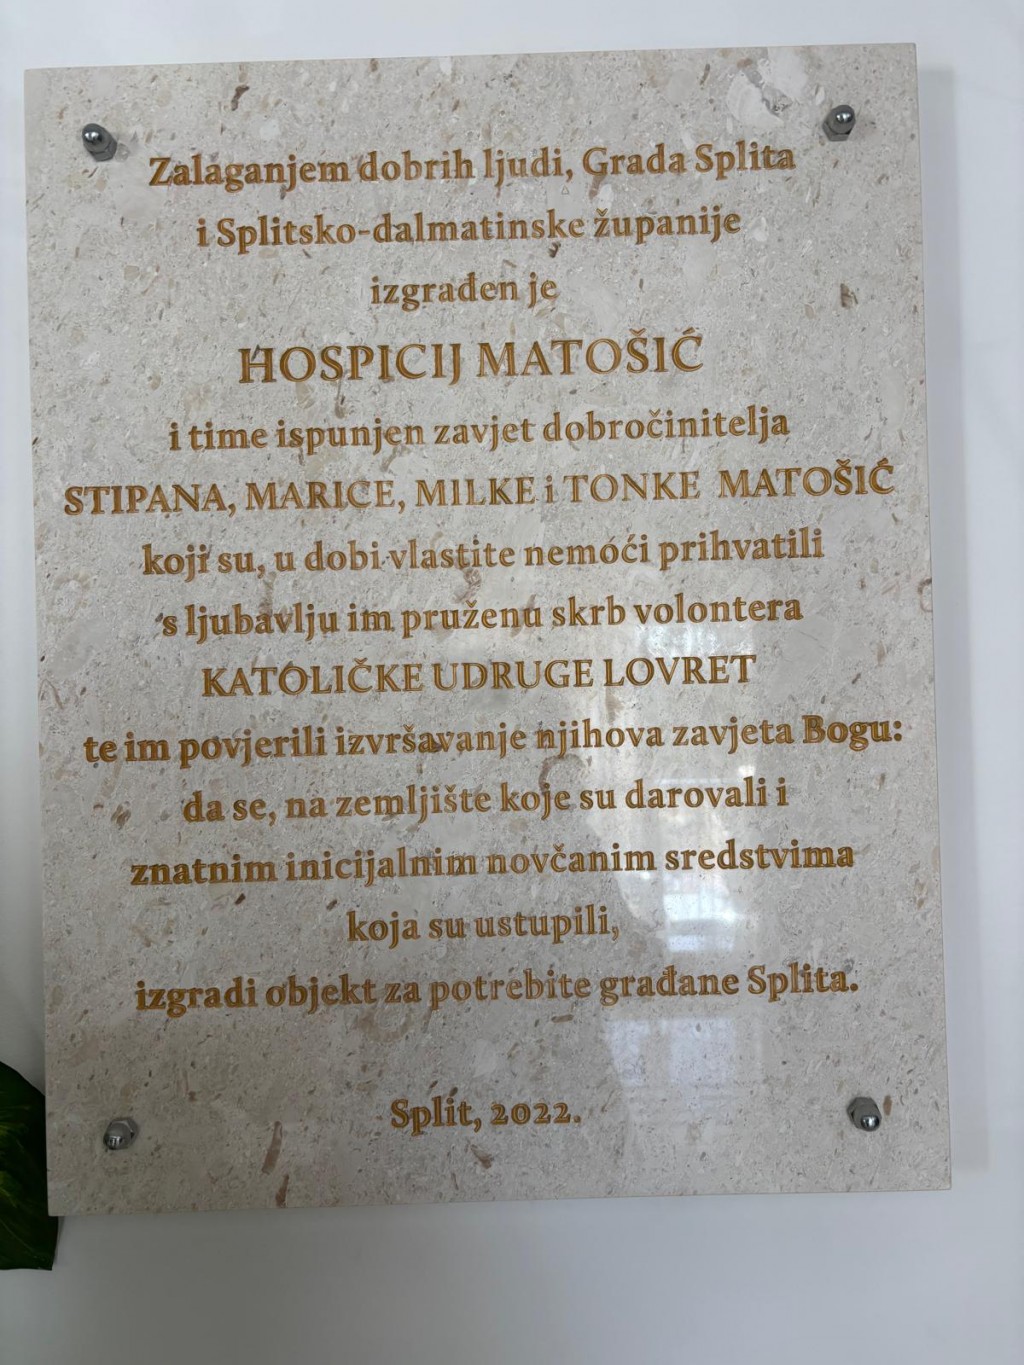 Zalaganjem dobrih ljudi, Grada Splita
i Splitsko-dalmatinske županije
izgrađen je
HOSPICIJ MATOŠIĆ
i time ispunjen zavjet dobročinitelja
STIPANA, MARICE, MILKE i TONKE MATOŠIĆ
koji su, u dobi vlastite nemoći prihvatili
s ljubavlju im pruženu skrb volontera
KATOLIČKE UDRUGE LOVRET
te im povjerili izvršavanje njihova zavjeta Bogu:
da se, na zemljište koje su darovali i
znatnim inicijalnim novčanim sredstvima
koja su ustupili,
izgradi objekt za potrebite građane Splita.
Split, 2022.